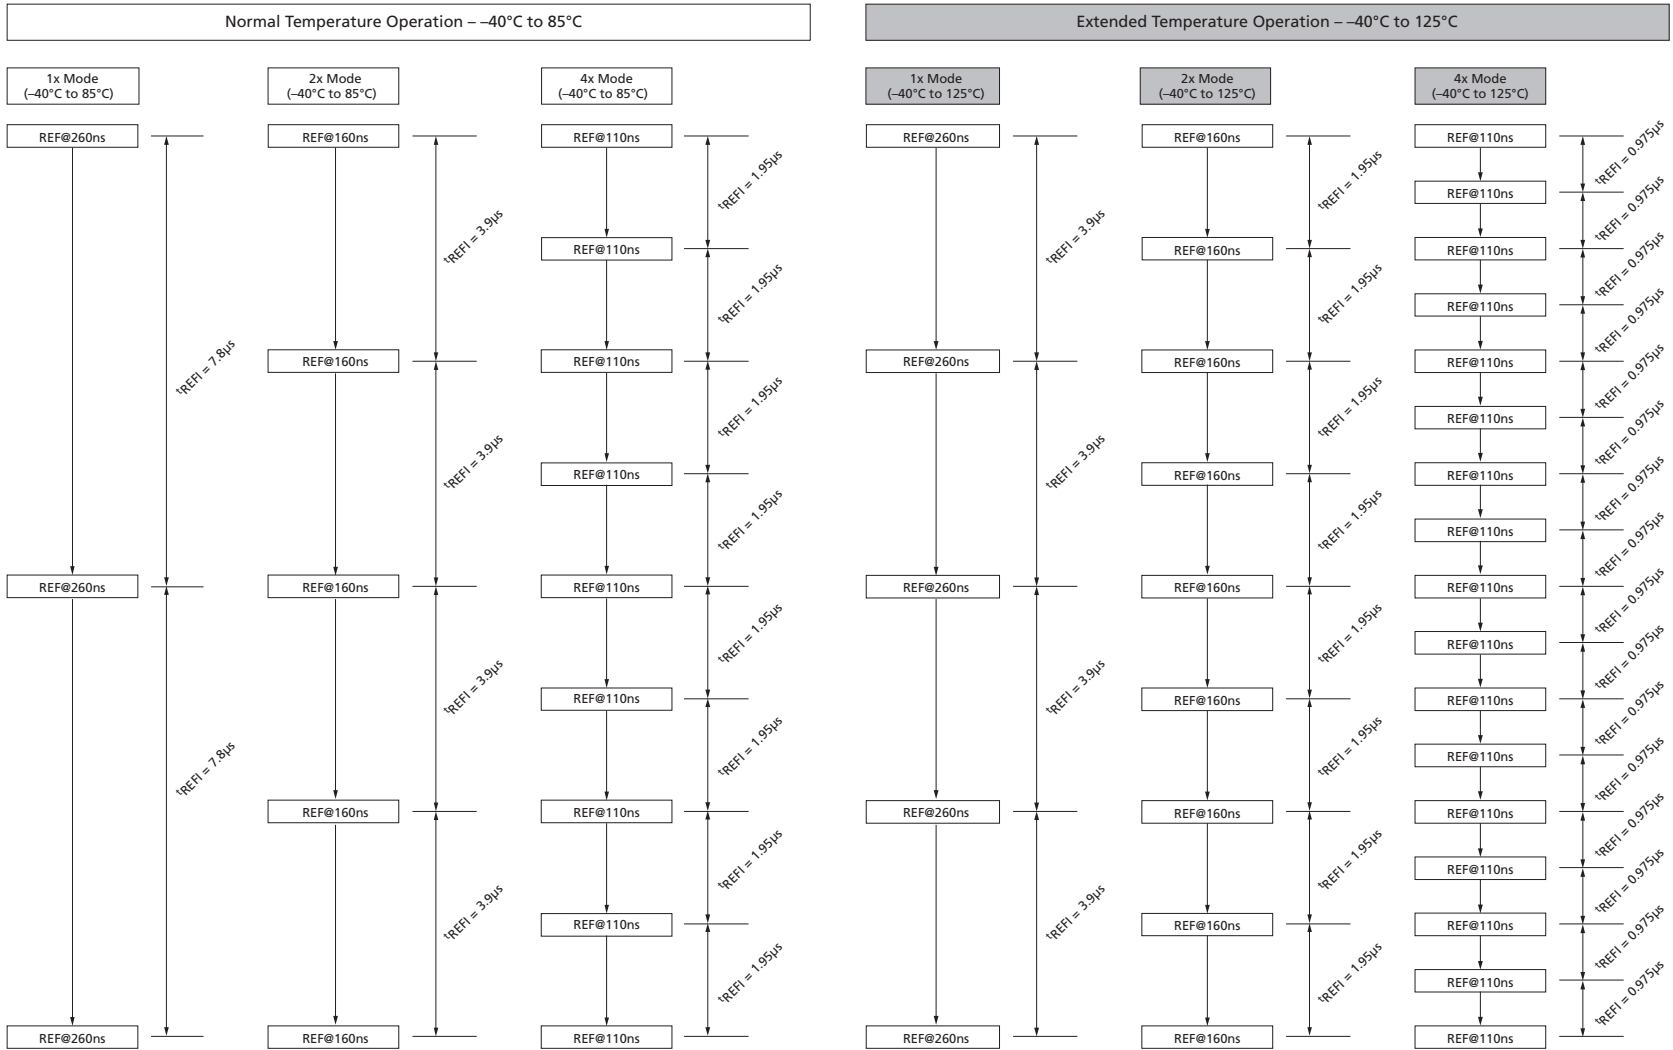 Normal Temperature Operation – –40°C to 85°C
1x Mode
(–40°C to 85°C)
REF@260ns
tREFI = 7.8µs
REF@260ns
tREFI = 7.8µs
REF@260ns
2x Mode
(–40°C to 85°C)
REF@160ns
tREFI = 3.9µs
REF@160ns
tREFI = 3.9µs
REF@160ns
tREFI = 3.9µs
REF@160ns
tREFI = 3.9µs
REF@160ns
4x Mode
(–40°C to 85°C)
REF@110ns
tREFI = 1.95µs
REF@110ns
tREFI = 1.95µs
REF@110ns
tREFI = 1.95µs
REF@110ns
tREFI = 1.95µs
REF@110ns
tREFI = 1.95µs
REF@110ns
tREFI = 1.95µs
REF@110ns
tREFI = 1.95µs
REF@110ns
tREFI = 1.95µs
REF@110ns
Extended Temperature Operation – –40°C to 125°C
1x Mode
(–40°C to 125°C)
REF@260ns
tREFI = 3.9µs
REF@260ns
tREFI = 3.9µs
REF@260ns
tREFI = 3.9µs
REF@260ns
tREFI = 3.9µs
REF@260ns
2x Mode
(–40°C to 125°C)
REF@160ns
tREFI = 1.95µs
REF@160ns
tREFI = 1.95µs
REF@160ns
tREFI = 1.95µs
REF@160ns
tREFI = 1.95µs
REF@160ns
tREFI = 1.95µs
REF@160ns
tREFI = 1.95µs
REF@160ns
tREFI = 1.95µs
REF@160ns
tREFI = 1.95µs
REF@160ns
4x Mode
(–40°C to 125°C)
REF@110ns
tREFI = 0.975µs
REF@110ns
tREFI = 0.975µs
REF@110ns
tREFI = 0.975µs
REF@110ns
tREFI = 0.975µs
REF@110ns
tREFI = 0.975µs
REF@110ns
tREFI = 0.975µs
REF@110ns
tREFI = 0.975µs
REF@110ns
tREFI = 0.975µs
REF@110ns
tREFI = 0.975µs
REF@110ns
tREFI = 0.975µs
REF@110ns
tREFI = 0.975µs
REF@110ns
tREFI = 0.975µs
REF@110ns
tREFI = 0.975µs
REF@110ns
tREFI = 0.975µs
REF@110ns
tREFI = 0.975µs
REF@110ns
tREFI = 0.975µs
REF@110ns